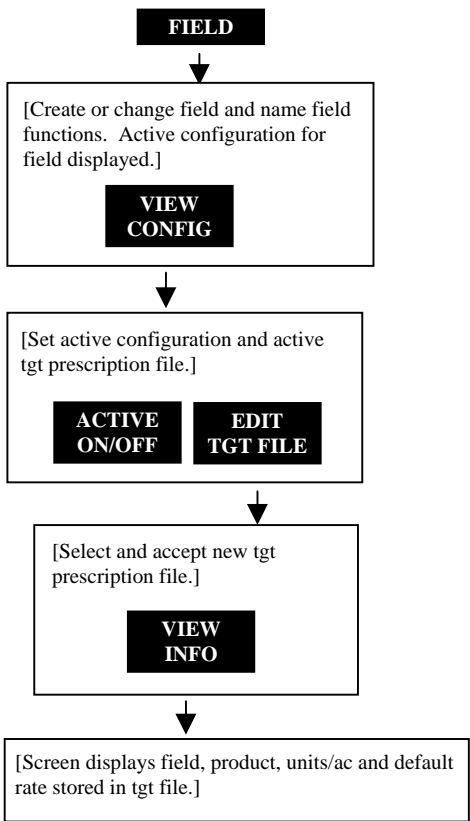 FIELD
[Create or change field and name field
functions.  Active configuration for
field displayed.]
VIEW
CONFIG
[Set active configuration and active
tgt prescription file.]
ACTIVE
ON/OFF
EDIT
TGT FILE
[Select and accept new tgt
prescription file.]
VIEW
INFO
[Screen displays field, product, units/ac and default
rate stored in tgt file.]